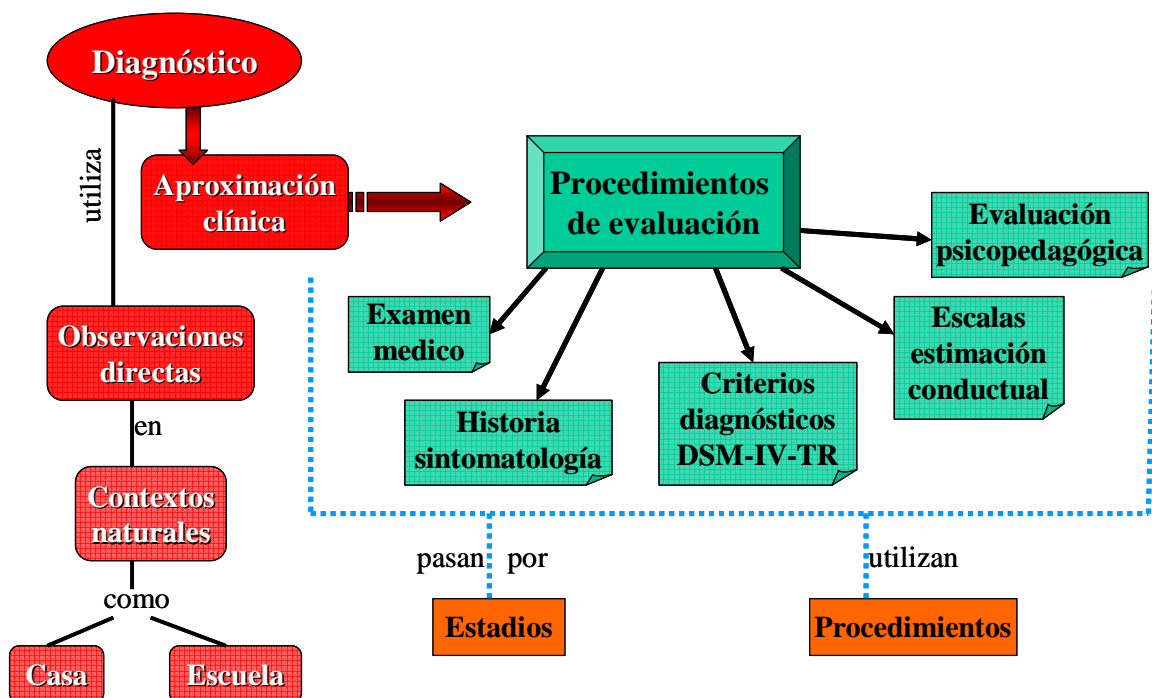 Diagnóstico
utiliza
Aproximación
clínica
Procedimientos
de evaluación
Evaluación
psicopedagógica
Observaciones
directas
Examen
medico
Escalas
estimación
conductual
Criterios
diagnósticos
DSM-IV-TR
Historia
sintomatología
en
Contextos
naturales
pasan por
utilizan
como
Estadios
Procedimientos
Casa
Escuela